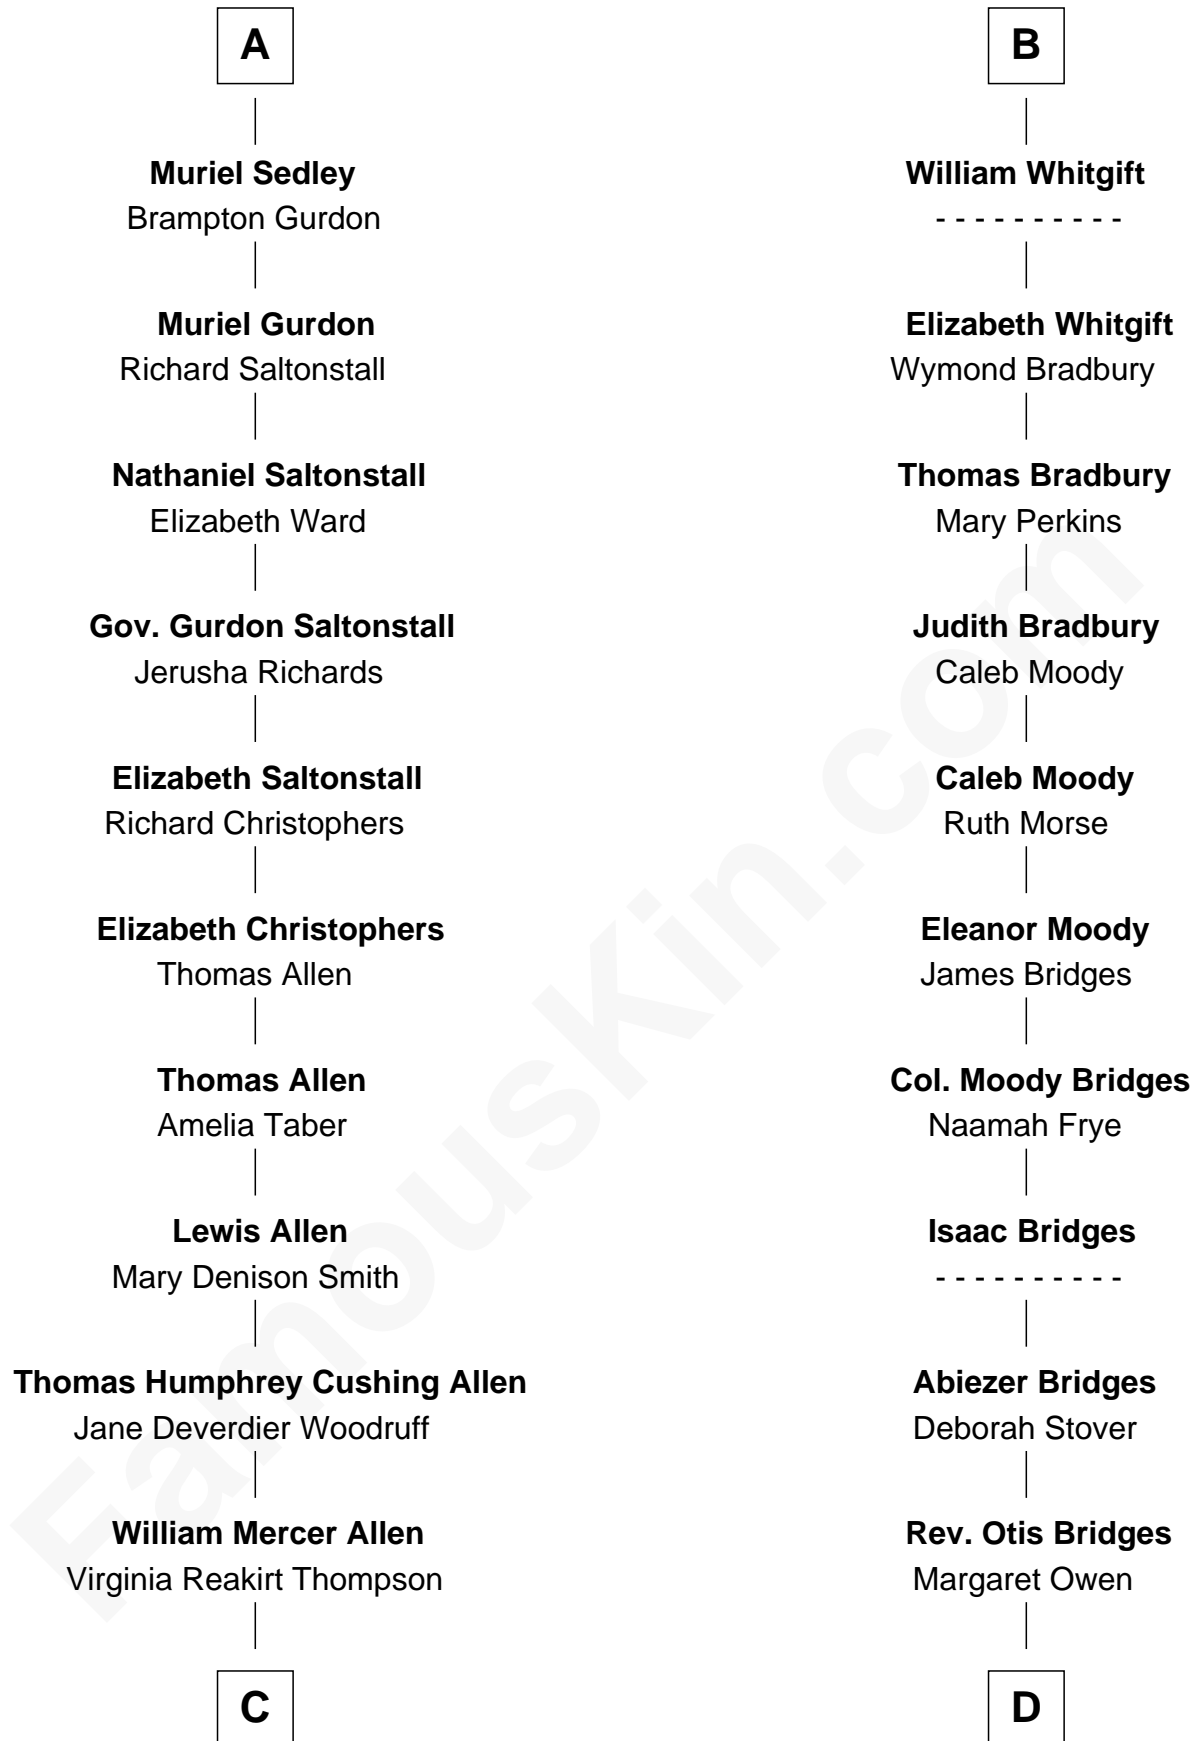 A
Muriel Sedley
Brampton Gurdon
Muriel Gurdon
Richard Saltonstall
Nathaniel Saltonstall
Elizabeth Ward
Gov. Gurdon Saltonstall
Jerusha Richards
Elizabeth Saltonstall
Richard Christophers
Elizabeth Christophers
Thomas Allen
Thomas Allen
Amelia Taber
Lewis Allen
Mary Denison Smith
Thomas Humphrey Cushing Allen
Jane Deverdier Woodruff
William Mercer Allen
Virginia Reakirt Thompson
C
B
William Whitgift
- - - - - - - - - -
Elizabeth Whitgift
Wymond Bradbury
Thomas Bradbury
Mary Perkins
Judith Bradbury
Caleb Moody
Caleb Moody
Ruth Morse
Eleanor Moody
James Bridges
Col. Moody Bridges
Naamah Frye
Isaac Bridges
- - - - - - - - - -
Abiezer Bridges
Deborah Stover
Rev. Otis Bridges
Margaret Owen
D
FamousKin.com